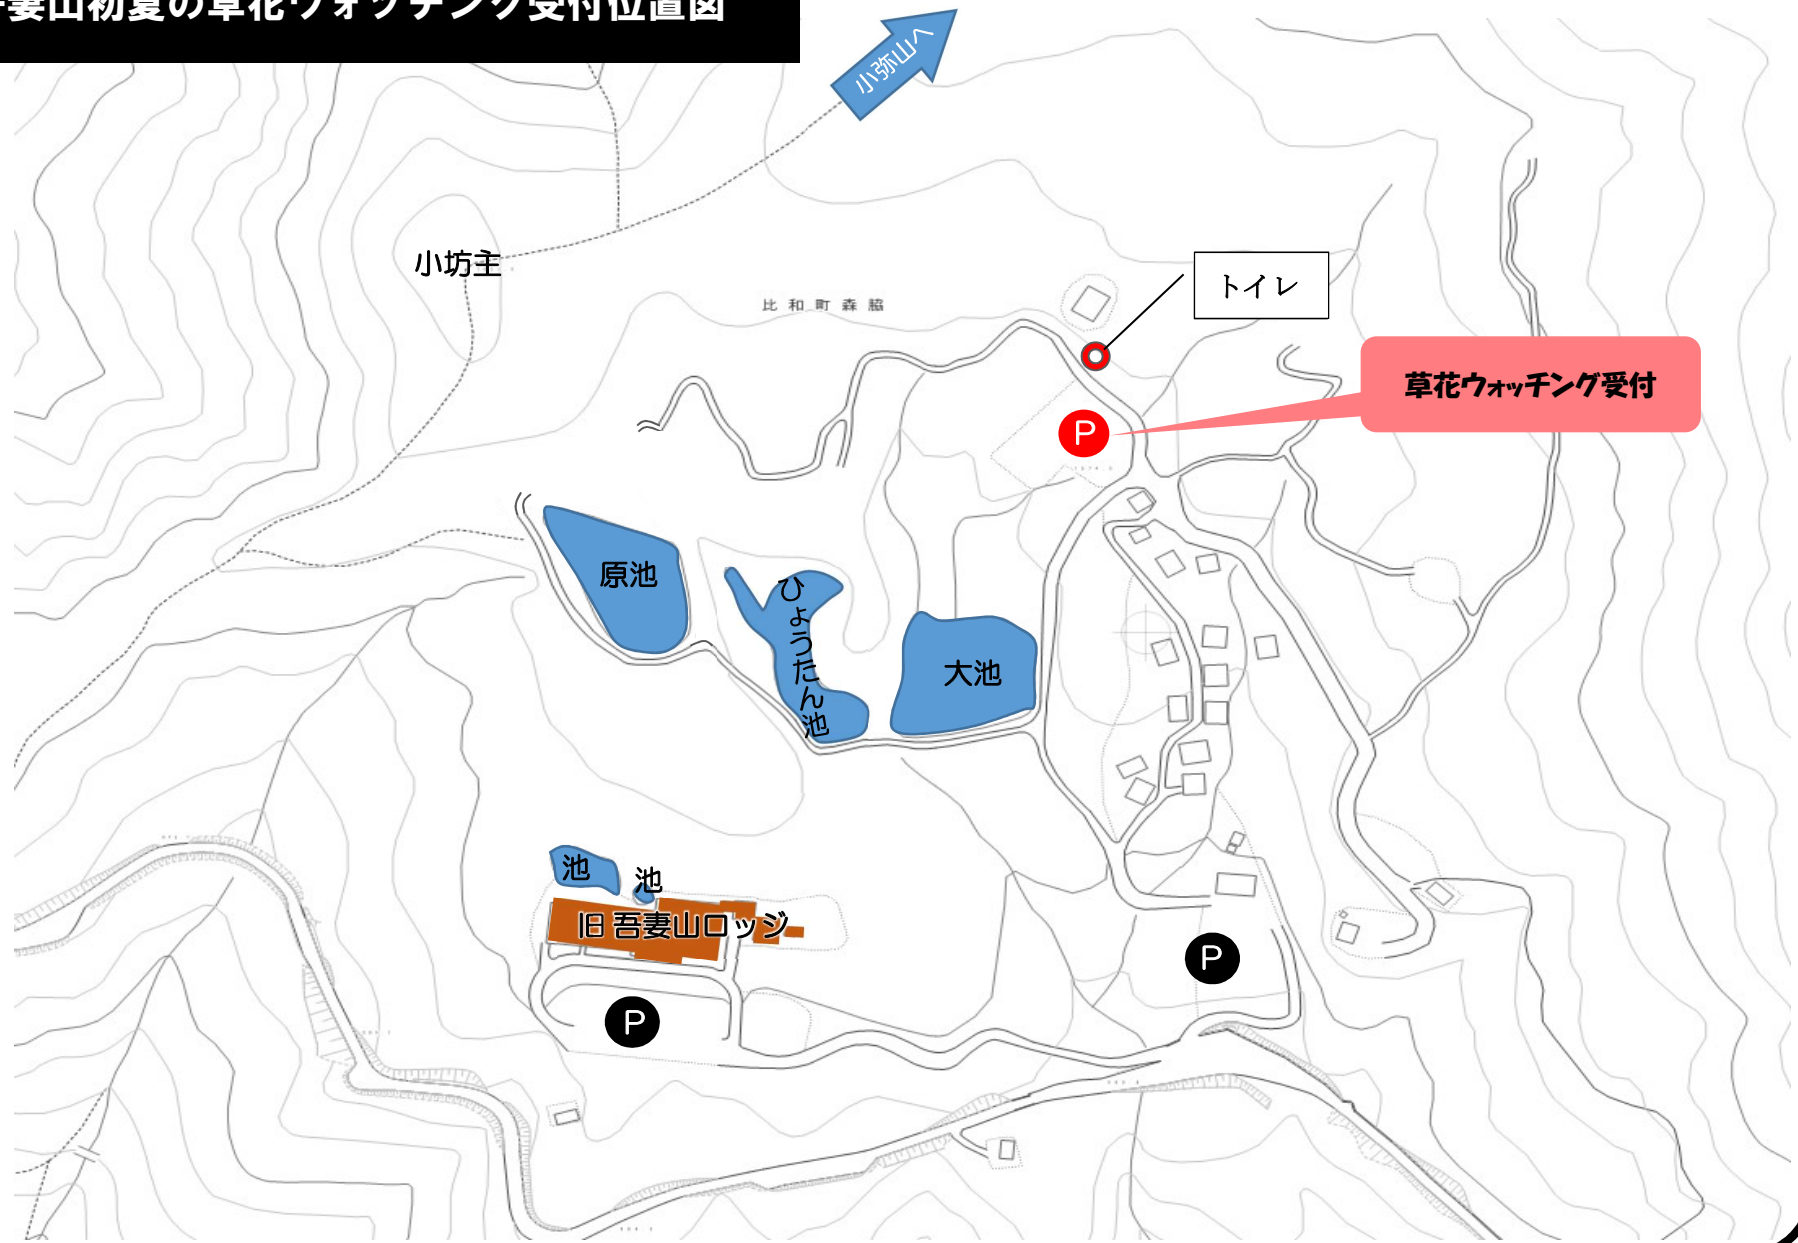 妻山初夏の草花ウォッチング受付位置図
小弥山へ
小坊主
比和町森脇
トイレ
草花ウォッチング受付
P
原池
ひょうたん池
大池
池
池
旧 吾妻山ロッジ
P
P